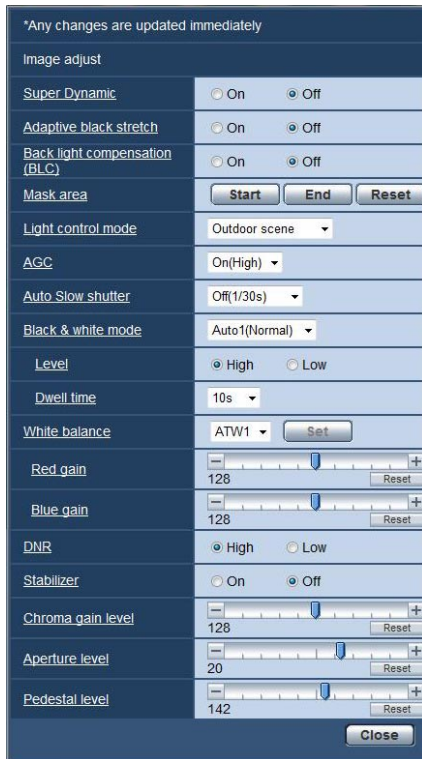 *Any changes are updated immediately
Image adjust
Super Dynamic On Off
Adaptive black stretch On Off
Back light compensation
(BLC) On Off
Mask area Start End Reset
Light control mode Outdoor scene
AGC On(High)
Auto Slow shutter Off(1/30s)
Black & white mode Auto1(Normal)
Level High Low
Dwell time 10s
White balance ATW1 Set
Red gain
128 Reset
Blue gain
128 Reset
DNR High Low
Stabilizer On Off
Chroma gain level
128 Reset
Aperture level
20 Reset
Pedestal level
142 Reset
Close